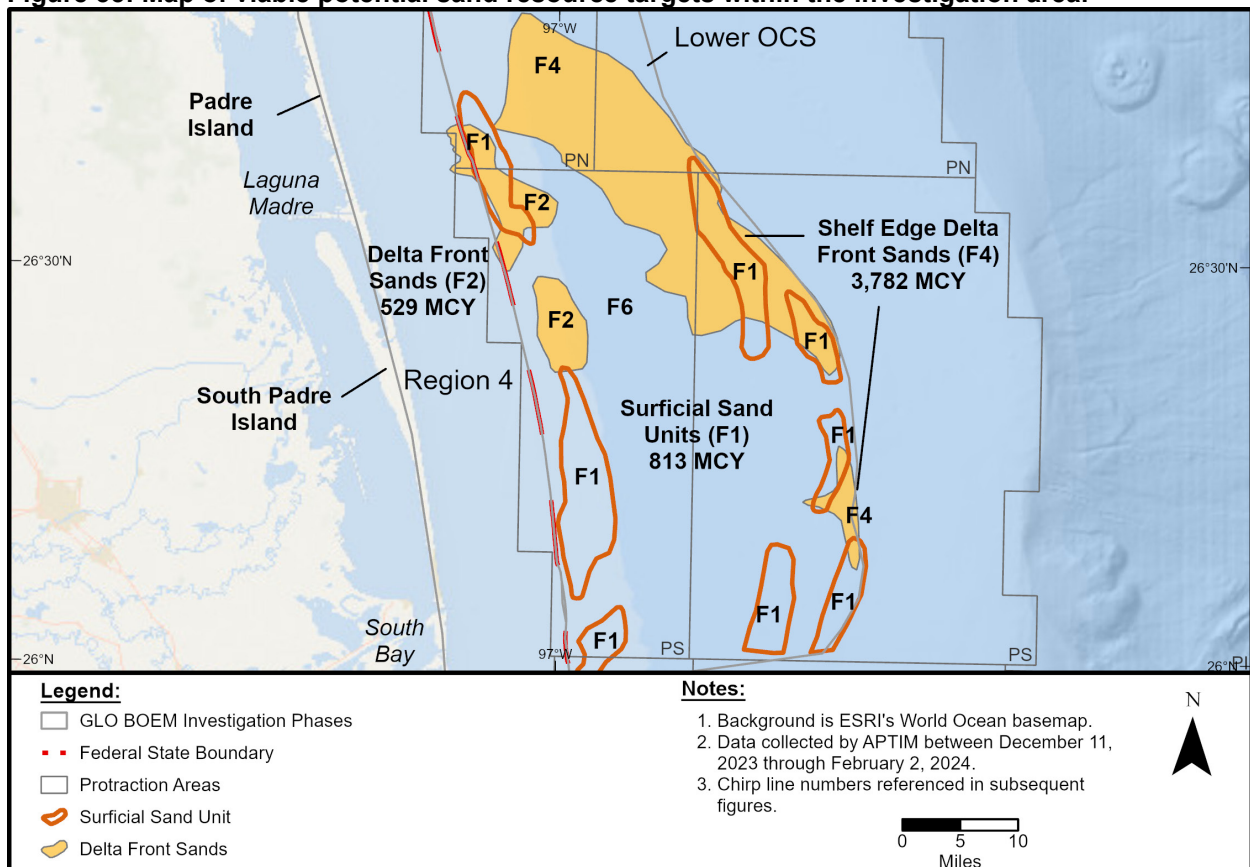 Figure 53: Map of viable potential sand resource targets within the investigation area.
97°W
Lower OCS
F4
Padre
Island
F1
PN
PN
Laguna
Madre
F2
Shelf Edge Delta
Front Sands (F4)
3,782 MCY
Delta Front
Sands (F2)
529 MCY
26°30'N
26°30'N
F1
F6
F2
F1
Region 4
South Padre
Island
Surficial Sand
Units (F1)
813 MCY
F1
F1
F4
F1
F1
South
Bay
F1
26°N
97°W
PS
PS
26°N
Legend:
GLO BOEM Investigation Phases
Federal State Boundary
Protraction Areas
Surficial Sand Unit
Delta Front Sands
Notes:
1. Background is ESRI's World Ocean basemap.
2. Data collected by APTIM between December 11,
2023 through February 2, 2024.
3. Chirp line numbers referenced in subsequent
figures.
N
0 5 10
Miles